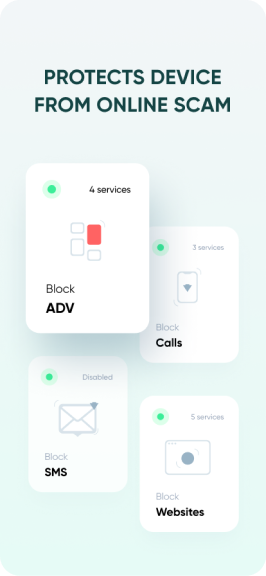 PROTECTS DEVICE
FROM ONLINE SCAM
4 services
Block
ADV
3 services
Block
Calls
Disabled
Block
SMS
5 services
Block
Websites